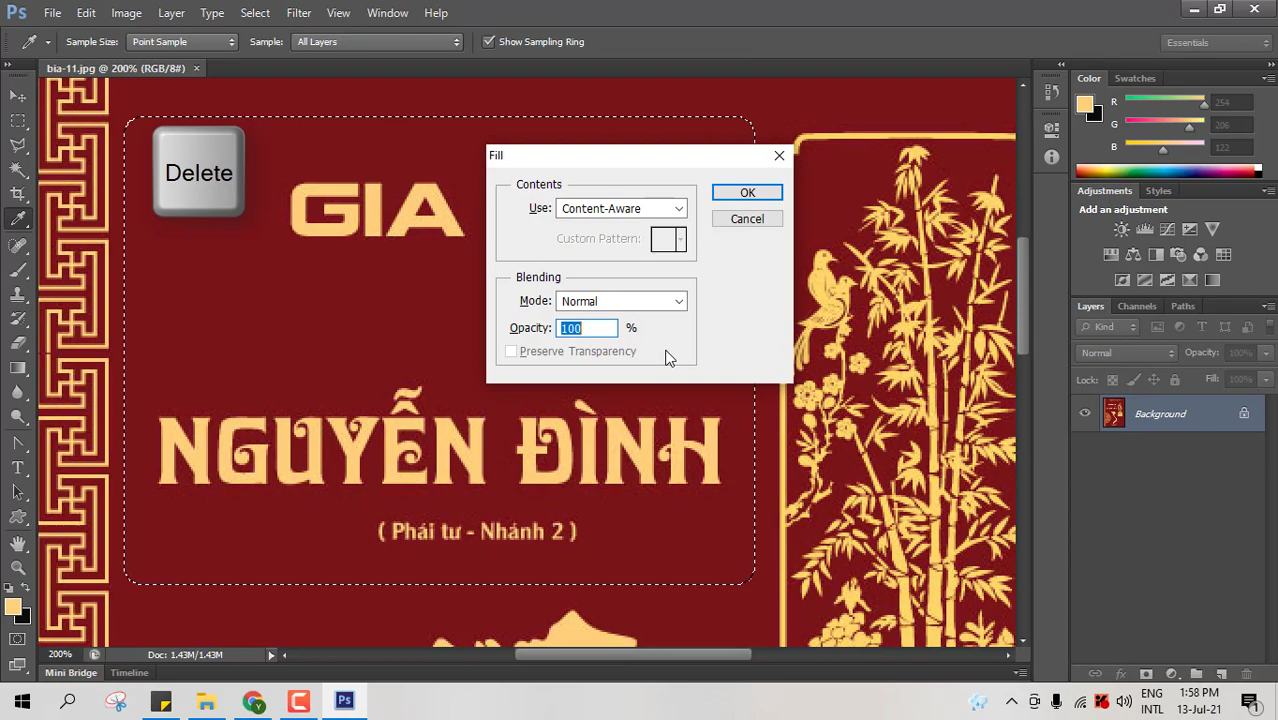 Ps File Edit Image Layer Type Select Filter View Window Help
Sample Size: Point Sample Sample: All Layers Show Sampling Ring Essentials
bia-11.jpg @ 200% (RGB/8#) ×
Color Swatches
R 254
G 206
B 122
Adjustments Styles
Add an adjustment
Layers Channels Paths
Kind
Normal Opacity: 100%
Lock: Fill: 100%
Background
Delete
GIA
Fill
Contents
Use: Content-Aware
Custom Pattern:
OK
Cancel
Blending
Mode: Normal
Opacity: 100 %
Preserve Transparency
NGUYỄN ĐÌNH
( Phái tư - Nhánh 2 )
200% Doc: 1.43M/1.43M
Mini Bridge Timeline
Ps
ENG
INTL
1:58 PM
13-Jul-21
1